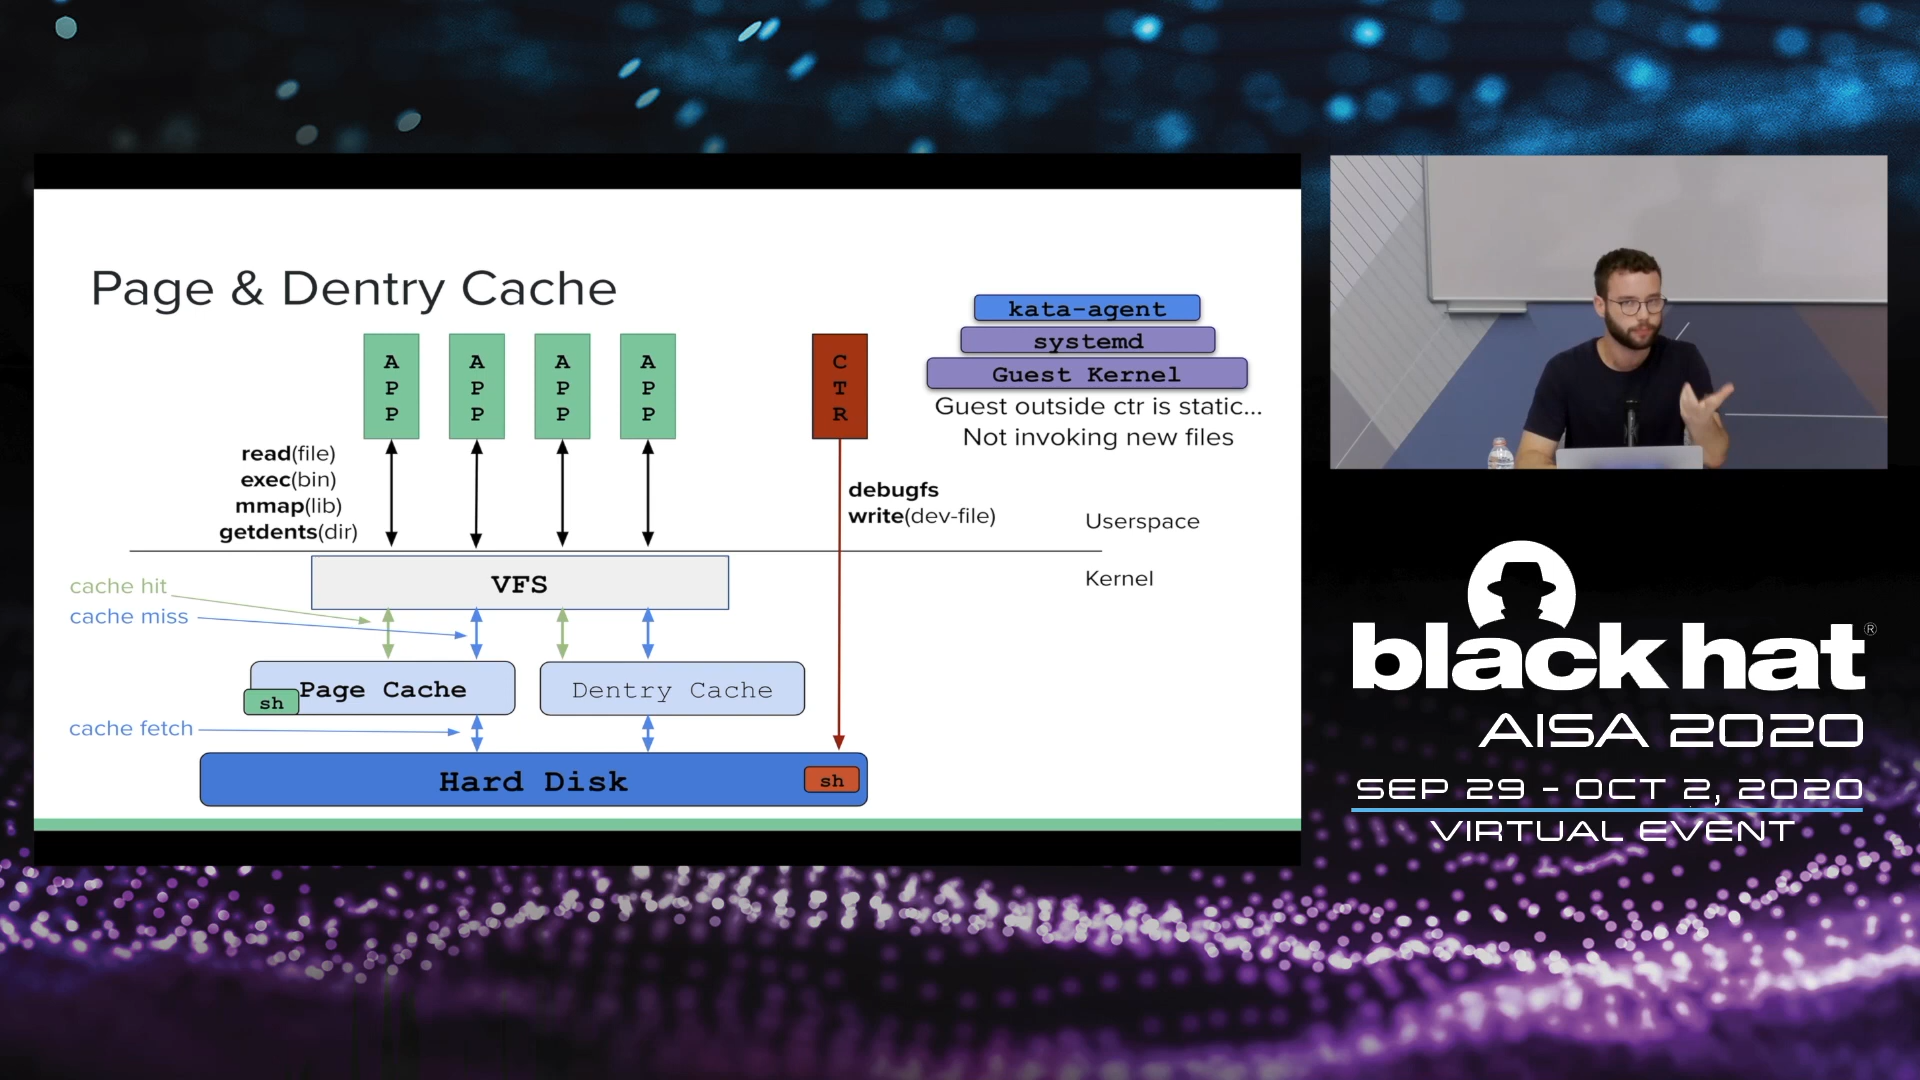 Page & Dentry Cache
A
P
P
A
P
P
A
P
P
A
P
P
C
T
R
kata-agent
systemd
Guest Kernel
Guest outside ctr is static...
Not invoking new files
read(file)
exec(bin)
mmap(lib)
getdents(dir)
debugfs
write(dev-file)
Userspace
Kernel
VFS
cache hit
cache miss
Page Cache
sh
Dentry Cache
cache fetch
Hard Disk
sh
black hat®
AISA 2020
SEP 29 - OCT 2, 2020
VIRTUAL EVENT